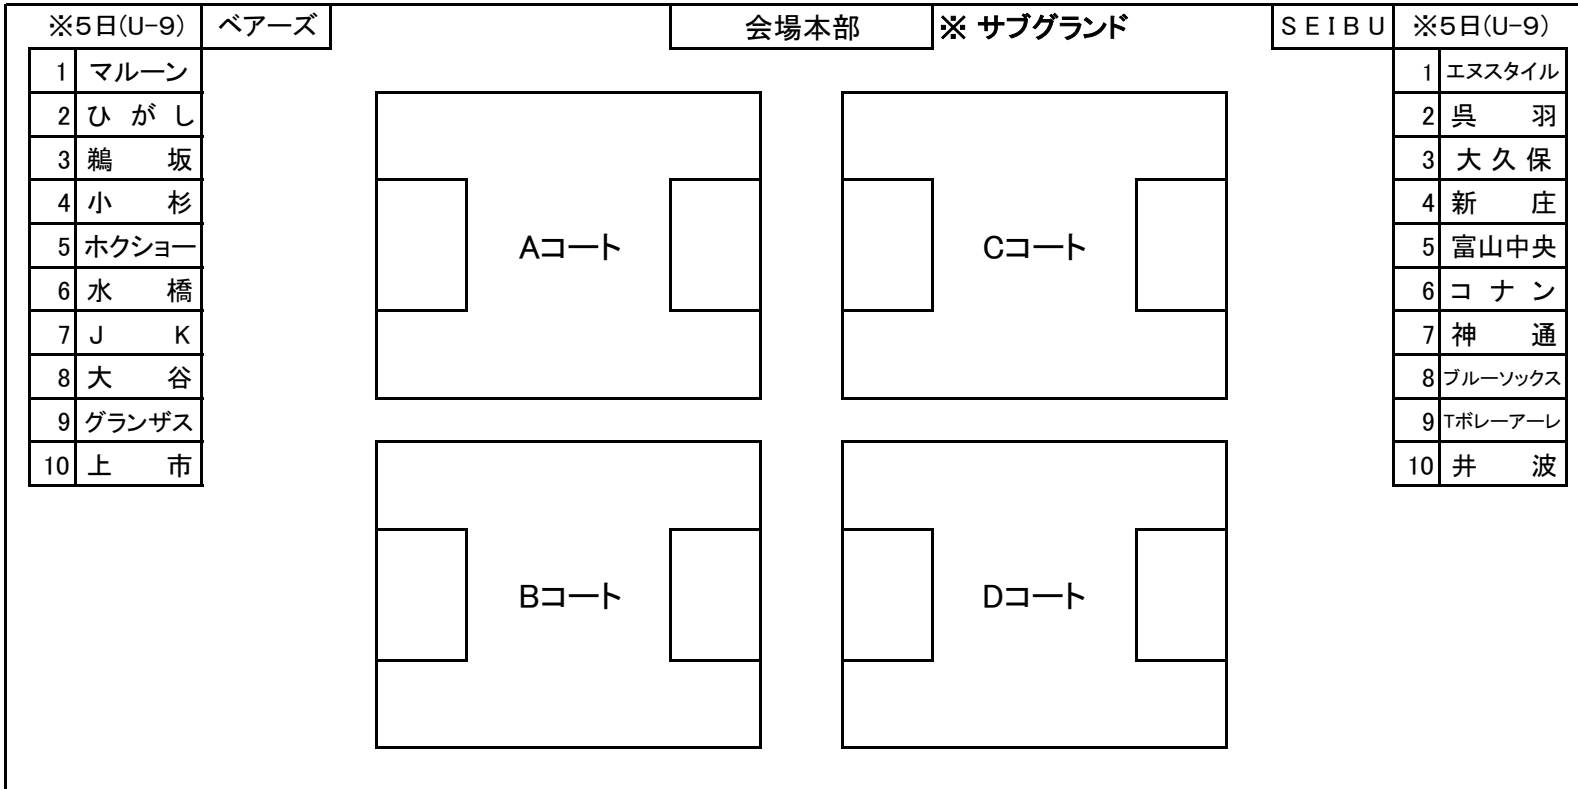 ※5日(U-9) ベアーズ 会場本部 ※ サブグランド SEIBU ※5日(U-9)
1 マルーン
2 ひがし
3 鵜坂
4 小杉
5 ホクショー
6 水橋
7 JK
8 大谷
9 グランザス
10 上市
Aコート
Cコート
Bコート
Dコート
1 エヌスタイル
2 呉羽
3 大久保
4 新庄
5 富山中央
6 コナン
7 神通
8 ブルーソックス
9 Tボレーアーレ
10 井波